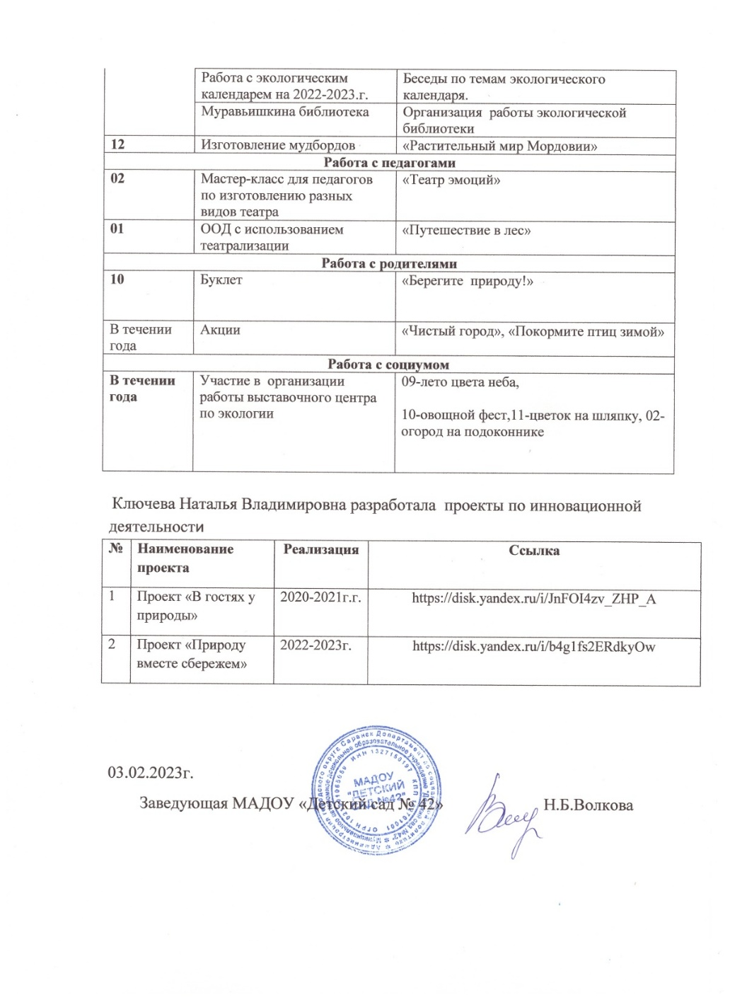 Работа с экологическим
календарем на 2022-2023.г.
Беседы по темам экологического
календаря.
Муравьишкина библиотека
Организация работы экологической
библиотеки
12
Изготовление мудбордов
«Растительный мир Мордовии»
Работа с педагогами
02
Мастер-класс для педагогов
по изготовлению разных
видов театра
«Театр эмоций»
01
ООД с использованием
театрализации
«Путешествие в лес»
Работа с родителями
10
Буклет
«Берегите природу!»
В течении
года
Акции
«Чистый город», «Покормите птиц зимой»
Работа с социумом
В течении
года
Участие в организации
работы выставочного центра
по экологии
09-лето цвета неба,
10-овощной фест,11-цветок на шляпку, 02-
огород на подоконнике
Ключева Наталья Владимировна разработала проекты по инновационной
деятельности
№
Наименование
проекта
Реализация
Ссылка
1
Проект «В гостях у
природы»
2020-2021г.г.
https://disk.yandex.ru/i/JnFOI4zv_ZHP_A
2
Проект «Природу
вместе сбережем»
2022-2023г.
https://disk.yandex.ru/i/b4g1fs2ERdkyOw
03.02.2023г.
МАДОУ
"ДЕТСКИЙ
САД №42"
Заведующая МАДОУ «Детский сад № 42»
Н.Б.Волкова